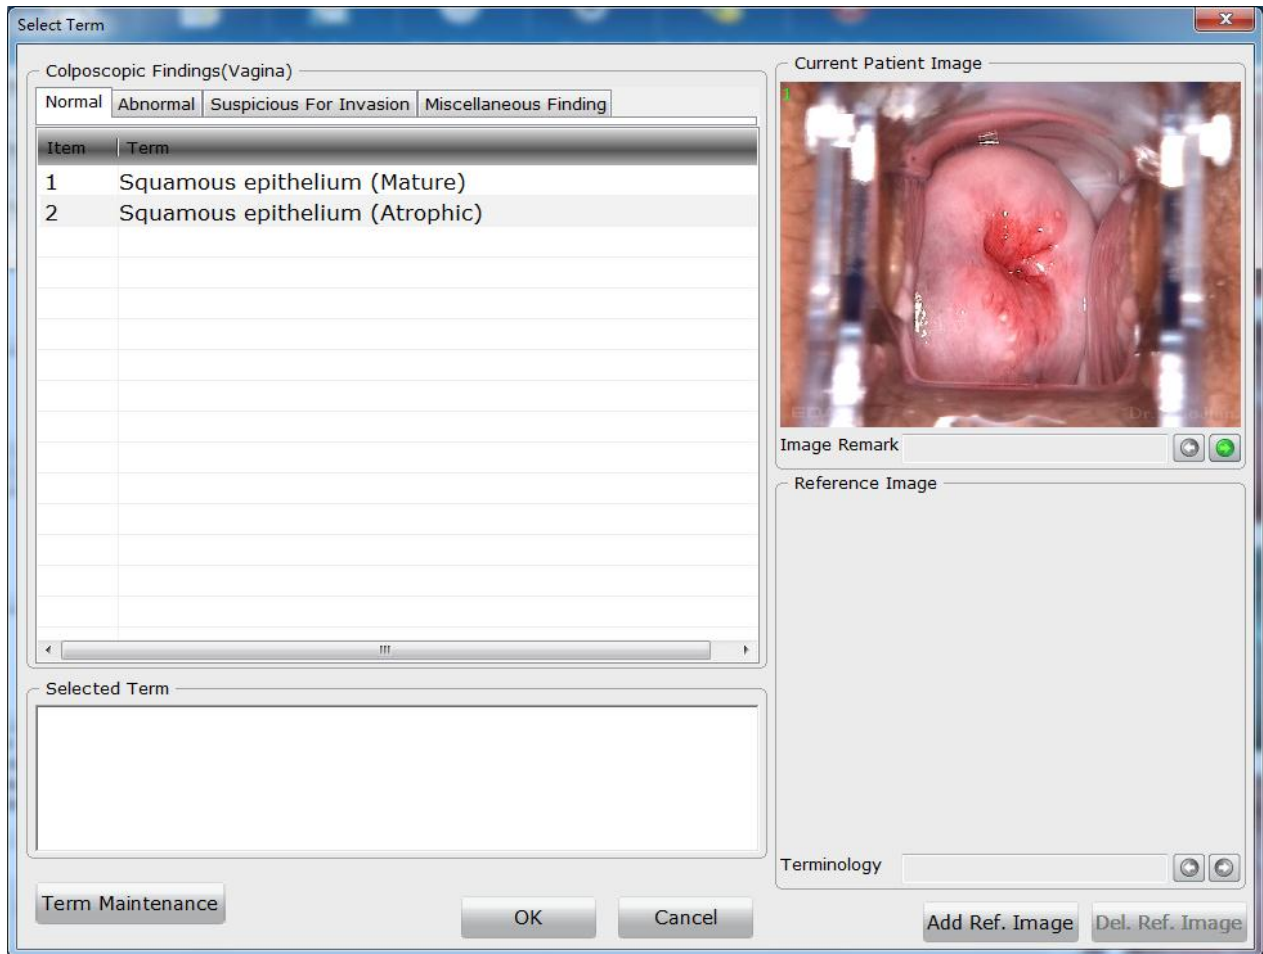 Select Term
Colposcopic Findings(Vagina)
Normal Abnormal Suspicious For Invasion Miscellaneous Finding
Item Term
1 Squamous epithelium (Mature)
2 Squamous epithelium (Atrophic)
Selected Term
Term Maintenance
OK
Cancel
Current Patient Image
1
Image Remark
Reference Image
Terminology
Add Ref. Image
Del. Ref. Image